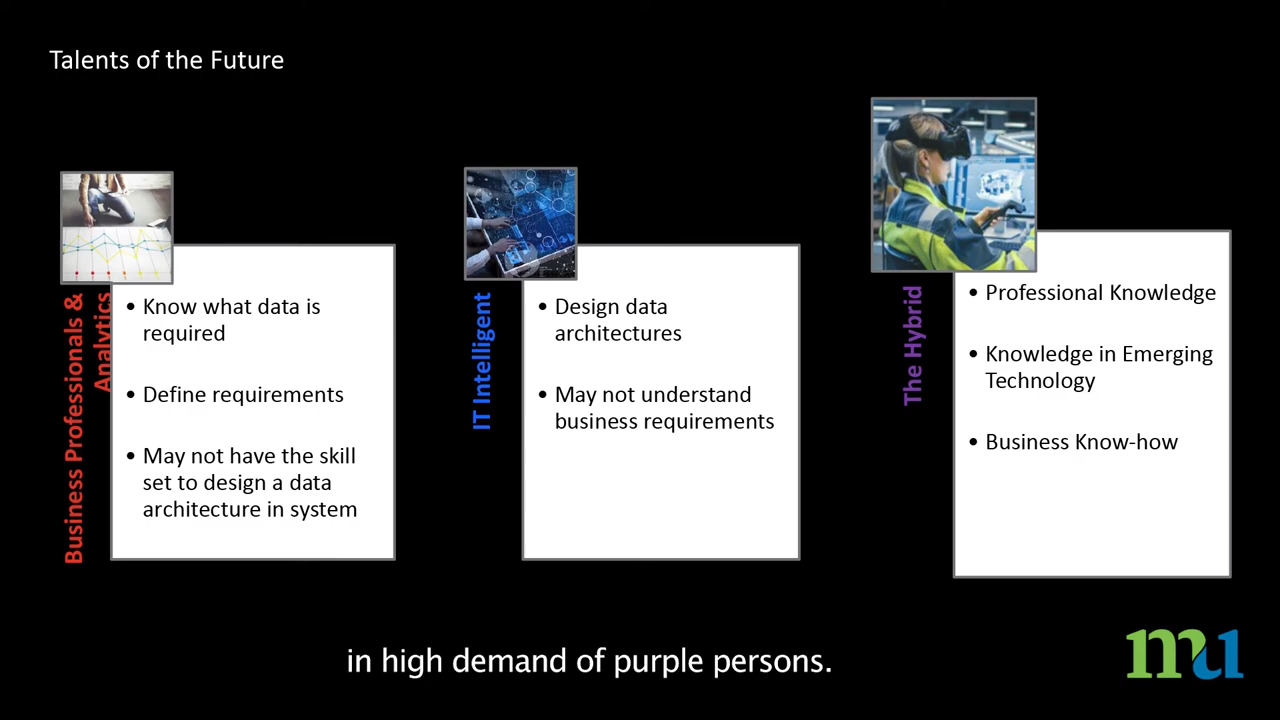 Talents of the Future
Business Professionals &
Analytics
• Know what data is
required
• Define requirements
• May not have the skill
set to design a data
architecture in system
IT Intelligent
• Design data
architectures
• May not understand
business requirements
The Hybrid
• Professional Knowledge
• Knowledge in Emerging
Technology
• Business Know-how
in high demand of purple persons.
mu